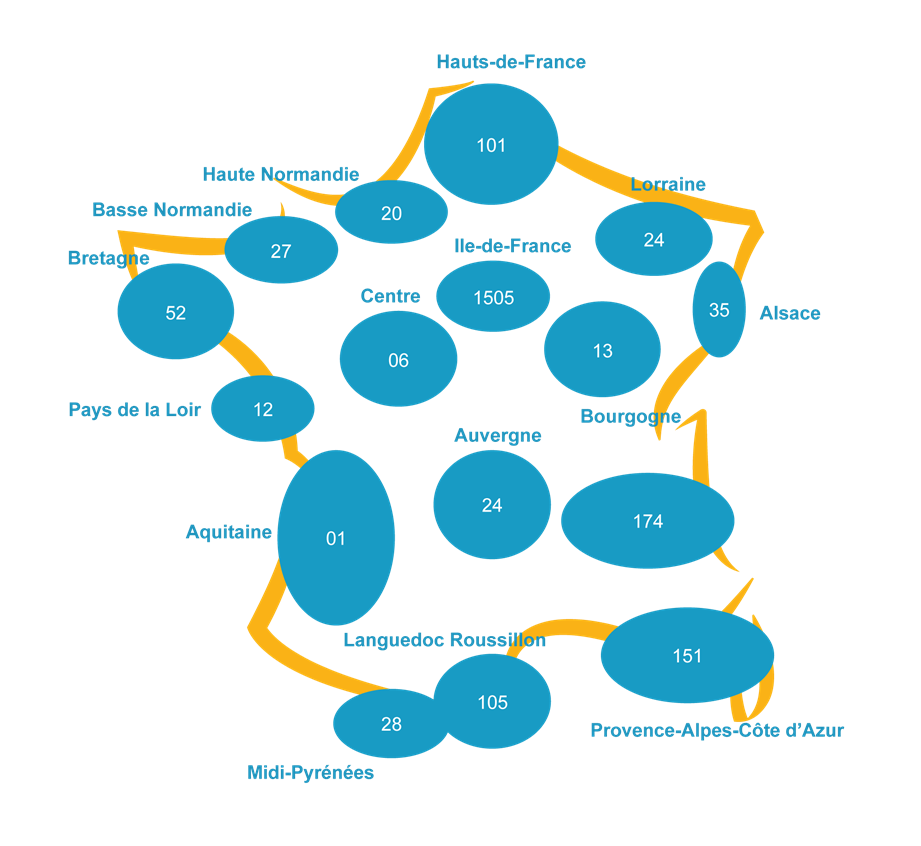 Hauts-de-France
101
Haute Normandie
20
Lorraine
24
Basse Normandie
27
Ile-de-France
1505
Bretagne
52
Centre
06
35
Alsace
13
Bourgogne
Pays de la Loir
12
Auvergne
24
174
Aquitaine
01
Languedoc Roussillon
105
151
Provence-Alpes-Côte d’Azur
28
Midi-Pyrénées